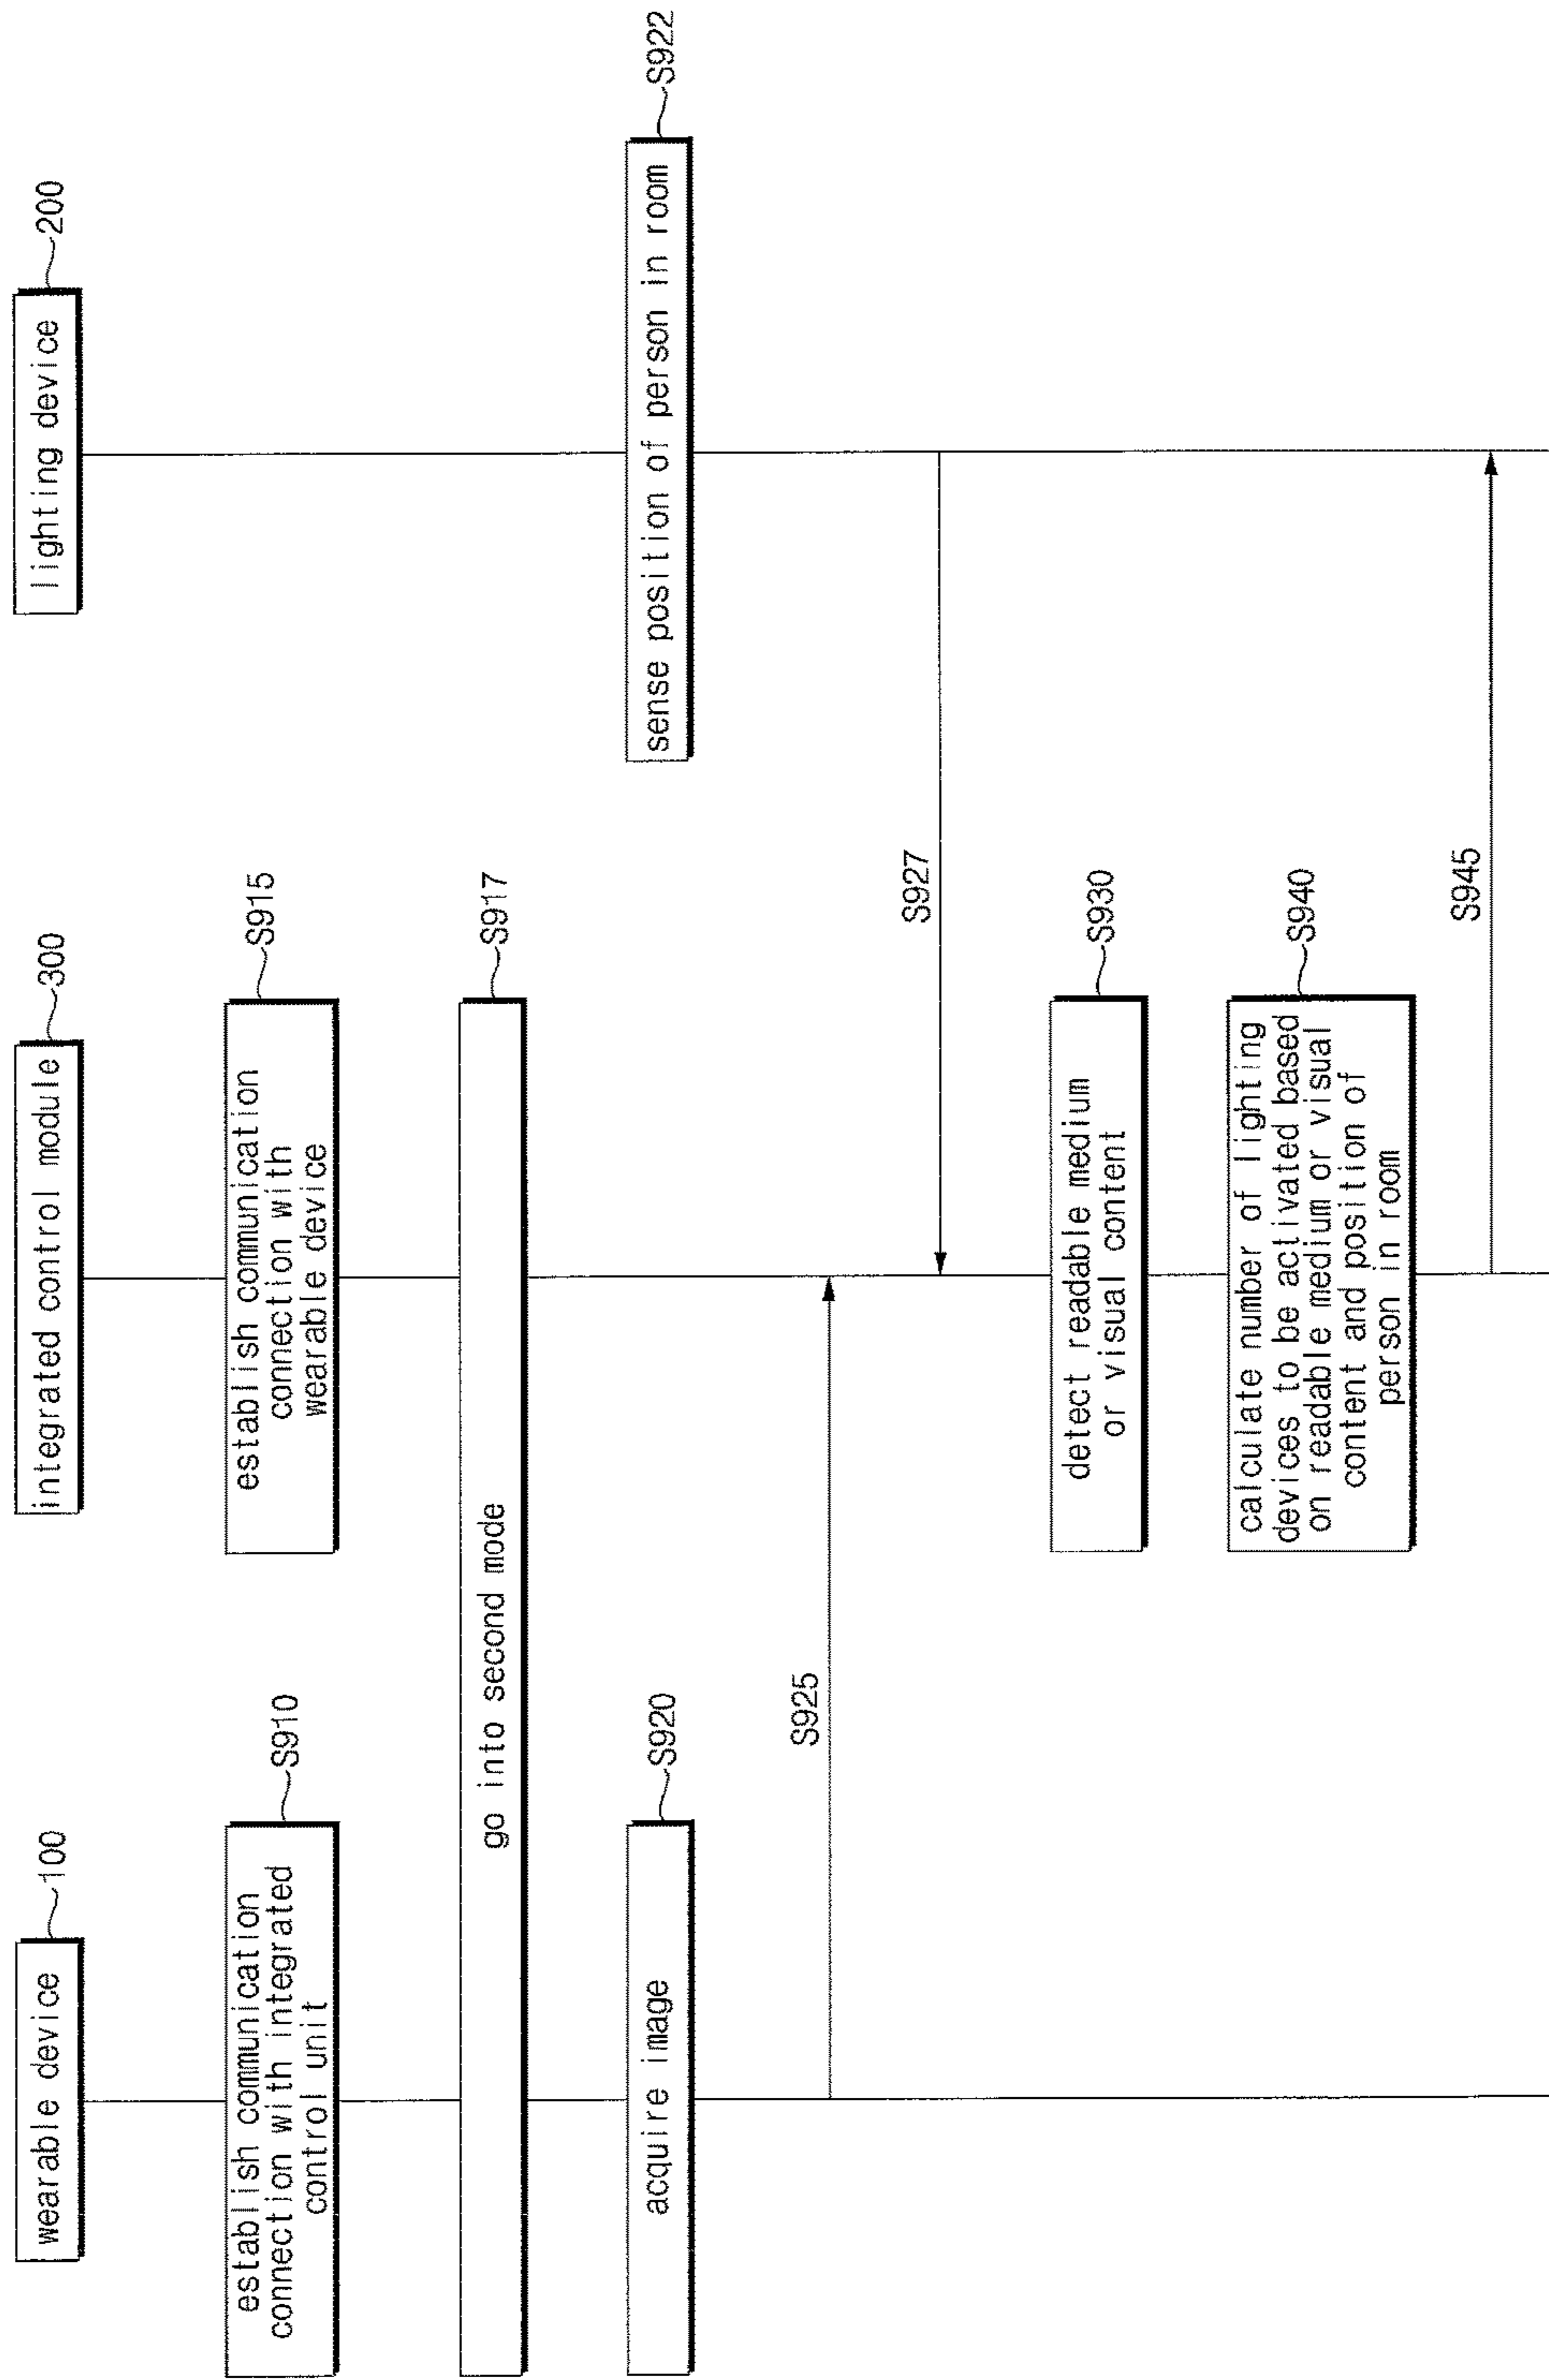 wearable device
100
integrated control module
300
lighting device
200
establish communication
connection with integrated
control unit
S910
establish communication
connection with
wearable device
S915
go into second mode
S917
acquire image
S920
sense position of person in room
S922
S925
S927
detect readable medium
or visual content
S930
calculate number of lighting
devices to be activated based
on readable medium or visual
content and position of
person in room
S940
S945